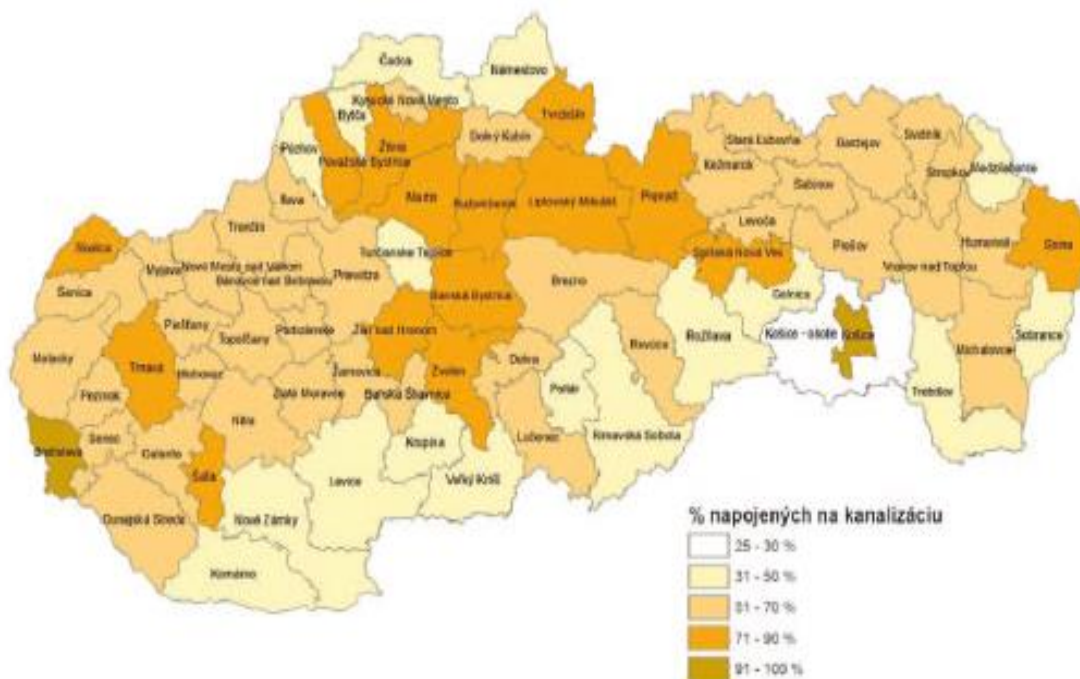 Čadca
Námestovo
Kysucké Nové Mesto
Bytča
Tvrdošín
Púchov
Žilina
Dolný Kubín
Považská Bystrica
Stará Ľubovňa
Bardejov
Svidník
Kežmarok
Stropkov
Medzilaborce
Ilava
Martin
Ružomberok
Liptovský Mikuláš
Poprad
Sabinov
Trenčín
Levoča
Skalica
Turčianske Teplice
Prešov
Humenné
Snina
Myjava
Nové Mesto nad Váhom
Prievidza
Spišská Nová Ves
Vranov nad Topľou
Bánovce nad Bebravou
Senica
Banská Bystrica
Brezno
Gelnica
Piešťany
Partizánske
Topoľčany
Žiar nad Hronom
Rožňava
Košice - okolie
Košice
Sobrance
Malacky
Trnava
Hlohovec
Žarnovica
Zvolen
Detva
Revúca
Michalovce
Pezinok
Zlaté Moravce
Banská Štiavnica
Poltár
Trebišov
Bratislava
Senec
Galanta
Nitra
Krupina
Lučenec
Rimavská Sobota
Šaľa
Levice
Veľký Krtíš
Dunajská Streda
Nové Zámky
Komárno
% napojených na kanalizáciu
25 - 30 %
31 - 50 %
51 - 70 %
71 - 90 %
91 - 100 %